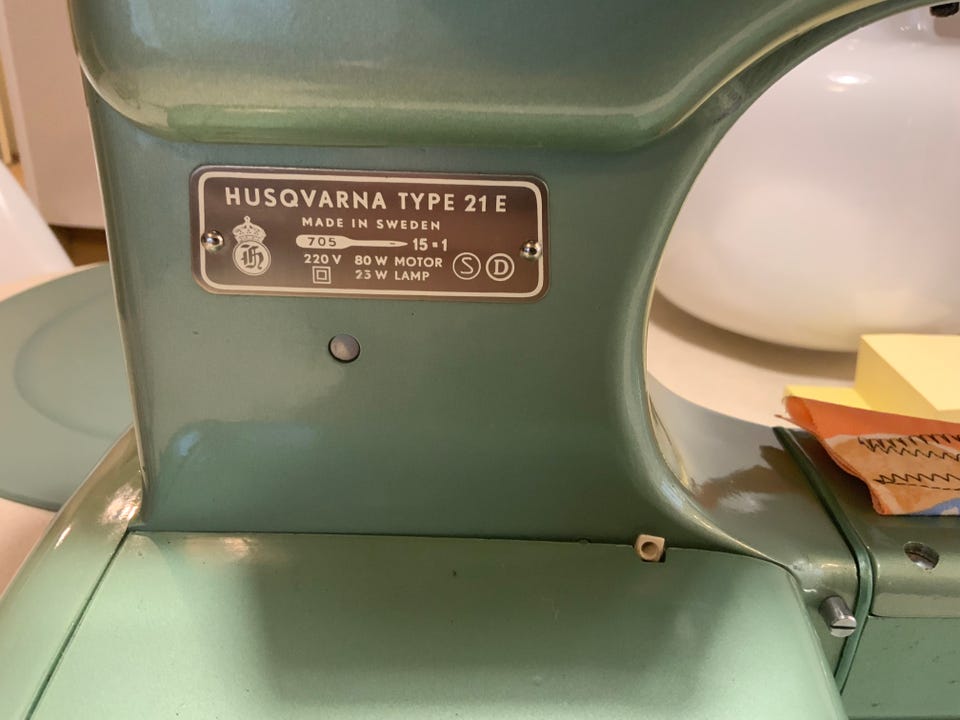 HUSQVARNA TYPE 21 E
MADE IN SWEDEN
705 15=1
220 V 80 W MOTOR
23 W LAMP
H
S D